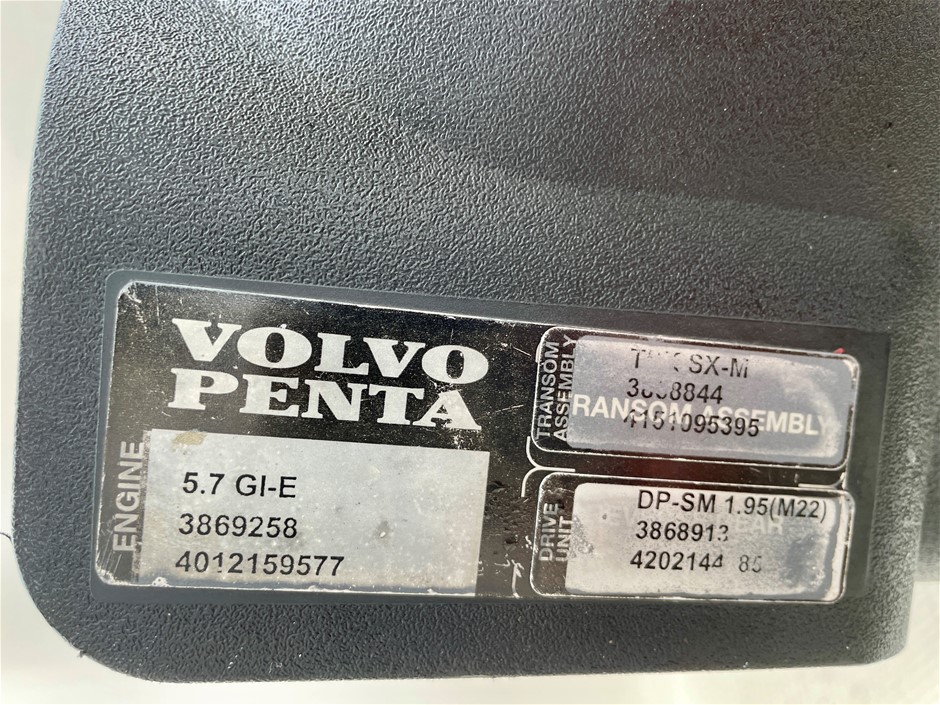 VOLVO
PENTA
ENGINE
5.7 GI-E
3869258
4012159577
TRANSOM
ASSEMBLY
SX-M
TRANSOM ASSEMBLY
DRIVE
UNIT
DP-SM 1.95(M22)
3868913